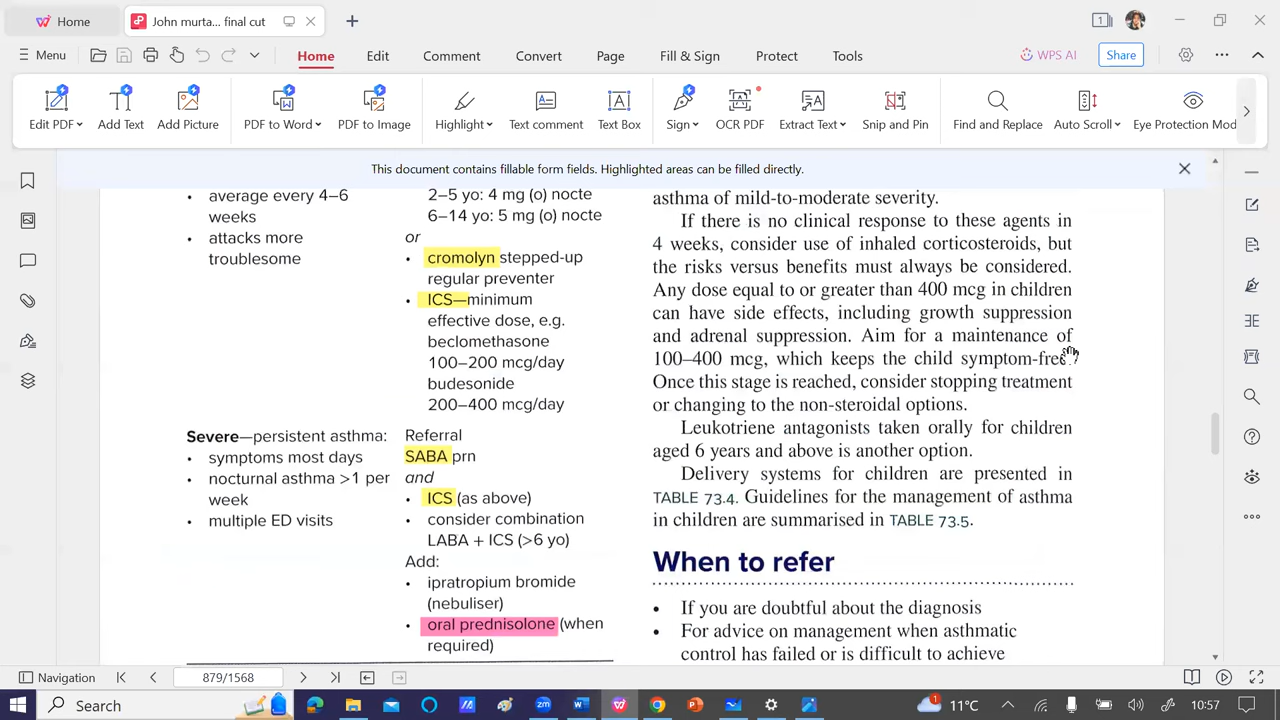 Home
John murta... final cut
1
Menu
Home
Edit
Comment
Convert
Page
Fill & Sign
Protect
Tools
WPS AI
Share
Edit PDF
Add Text
Add Picture
PDF to Word
PDF to Image
Highlight
Text comment
Text Box
Sign
OCR PDF
Extract Text
Snip and Pin
Find and Replace
Auto Scroll
Eye Protection Mod
This document contains fillable form fields. Highlighted areas can be filled directly.
• average every 4–6
weeks
• attacks more
troublesome
2–5 yo: 4 mg (o) nocte
6–14 yo: 5 mg (o) nocte
or
• cromolyn stepped-up
regular preventer
• ICS—minimum
effective dose, e.g.
beclomethasone
100–200 mcg/day
budesonide
200–400 mcg/day
Severe—persistent asthma:
• symptoms most days
• nocturnal asthma >1 per
week
• multiple ED visits
Referral
SABA prn
and
• ICS (as above)
• consider combination
LABA + ICS (>6 yo)
Add:
• ipratropium bromide
(nebuliser)
• oral prednisolone (when
required)
asthma of mild-to-moderate severity.
If there is no clinical response to these agents in
4 weeks, consider use of inhaled corticosteroids, but
the risks versus benefits must always be considered.
Any dose equal to or greater than 400 mcg in children
can have side effects, including growth suppression
and adrenal suppression. Aim for a maintenance of
100–400 mcg, which keeps the child symptom-free.
Once this stage is reached, consider stopping treatment
or changing to the non-steroidal options.
Leukotriene antagonists taken orally for children
aged 6 years and above is another option.
Delivery systems for children are presented in
TABLE 73.4. Guidelines for the management of asthma
in children are summarised in TABLE 73.5.
When to refer
• If you are doubtful about the diagnosis
• For advice on management when asthmatic
control has failed or is difficult to achieve
Navigation
879/1568
Search
1
11°C
10:57